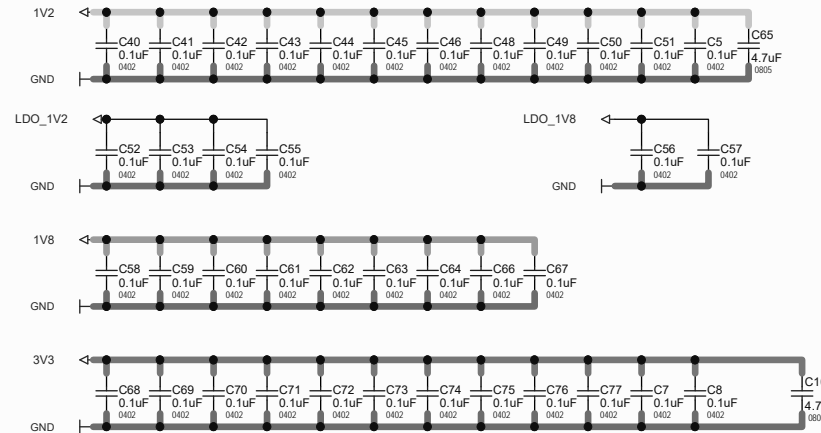 1V2
C40 C41 C42 C43 C44 C45 C46 C48 C49 C50 C51 C5 C65
0.1uF 0.1uF 0.1uF 0.1uF 0.1uF 0.1uF 0.1uF 0.1uF 0.1uF 0.1uF 0.1uF 0.1uF 4.7uF
0402 0402 0402 0402 0402 0402 0402 0402 0402 0402 0402 0402 0805
GND
LDO_1V2 LDO_1V8
C52 C53 C54 C55 C56 C57
0.1uF 0.1uF 0.1uF 0.1uF 0.1uF 0.1uF
0402 0402 0402 0402 0402 0402
GND GND
1V8
C58 C59 C60 C61 C62 C63 C64 C66 C67
0.1uF 0.1uF 0.1uF 0.1uF 0.1uF 0.1uF 0.1uF 0.1uF 0.1uF
0402 0402 0402 0402 0402 0402 0402 0402 0402
GND
3V3
C68 C69 C70 C71 C72 C73 C74 C75 C76 C77 C7 C8
0.1uF 0.1uF 0.1uF 0.1uF 0.1uF 0.1uF 0.1uF 0.1uF 0.1uF 0.1uF 0.1uF 0.1uF
0402 0402 0402 0402 0402 0402 0402 0402 0402 0402 0402 0402
GND